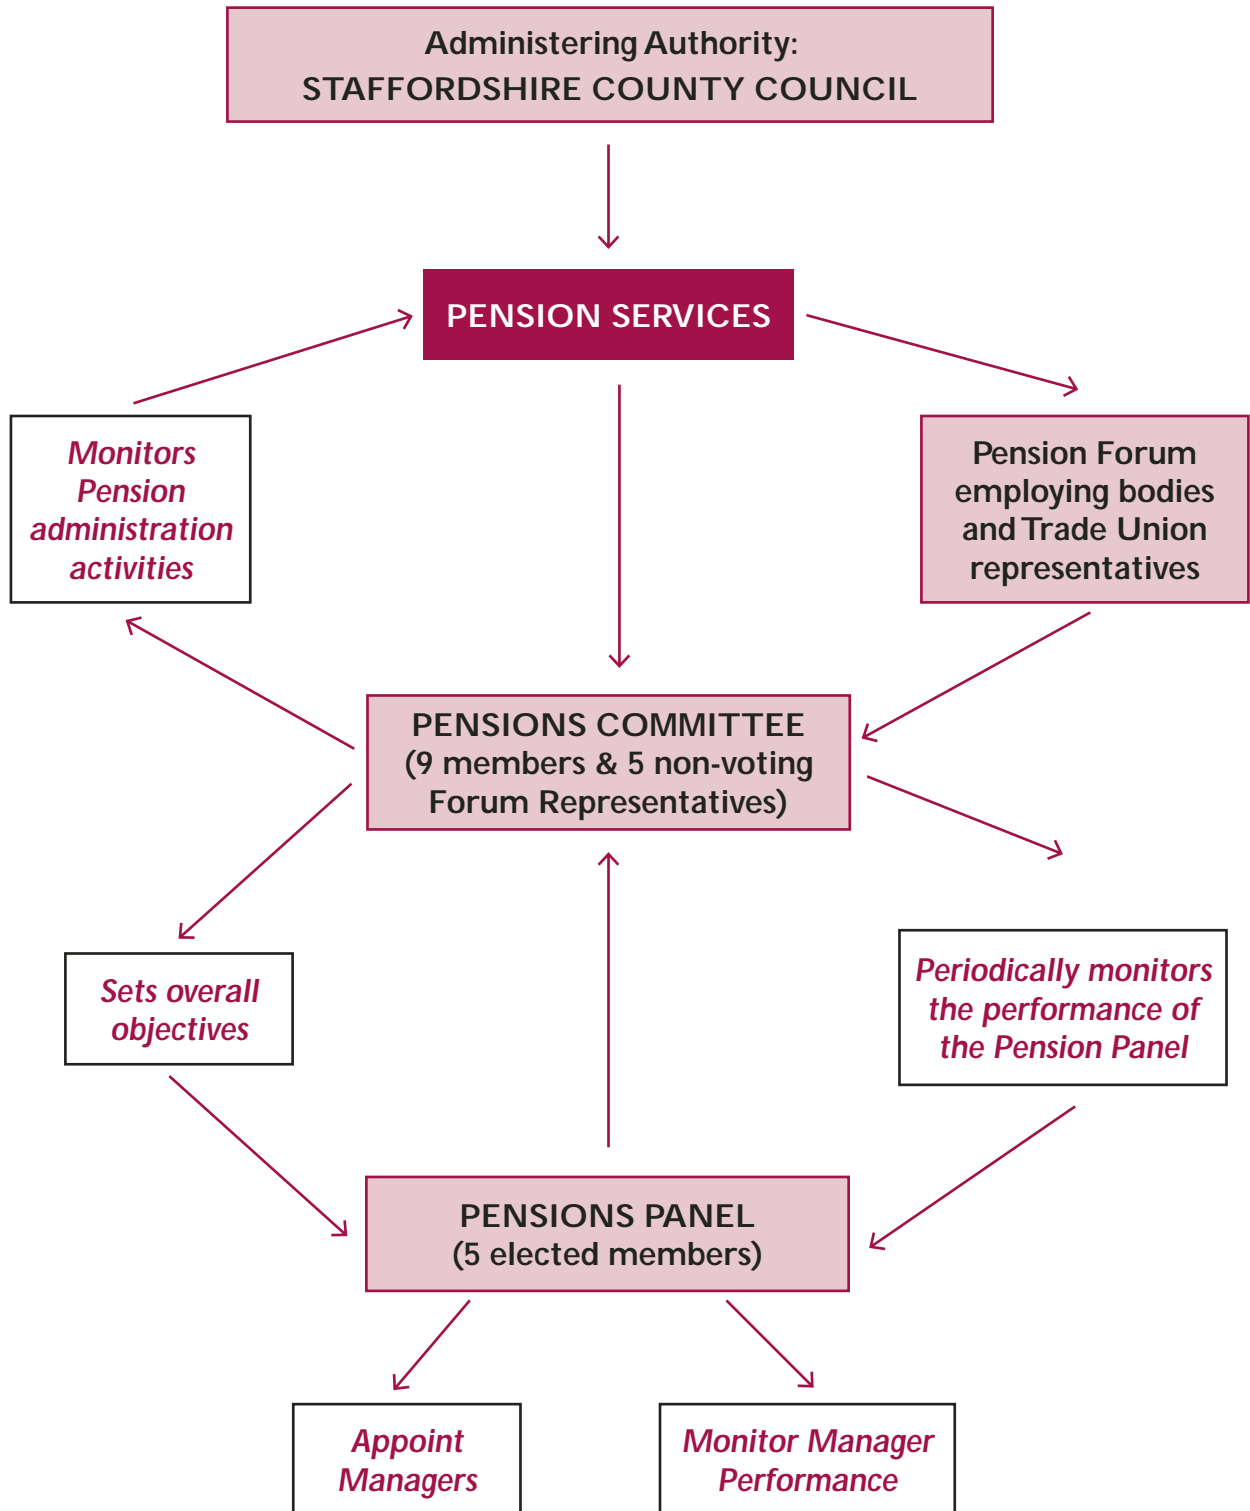 Administering Authority:
STAFFORDSHIRE COUNTY COUNCIL
PENSION SERVICES
Monitors
Pension
administration
activities
Pension Forum
employing bodies
and Trade Union
representatives
PENSIONS COMMITTEE
(9 members & 5 non-voting
Forum Representatives)
Sets overall
objectives
Periodically monitors
the performance of
the Pension Panel
PENSIONS PANEL
(5 elected members)
Appoint
Managers
Monitor Manager
Performance